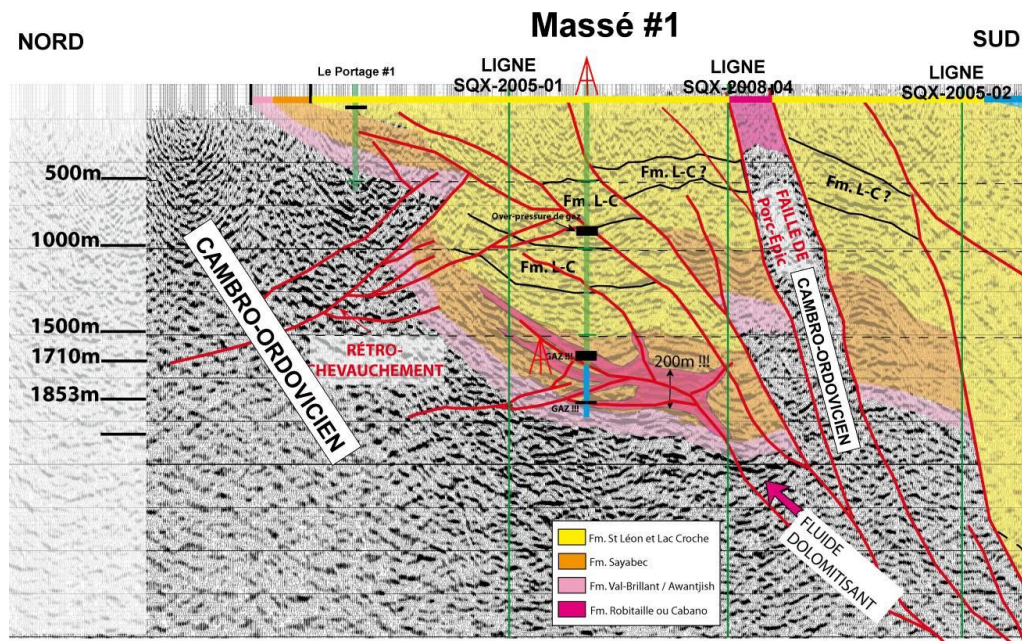 Massé #1
NORD
SUD
Le Portage #1
LIGNE
SQX-2005-01
LIGNE
SQX-2008-04
LIGNE
SQX-2005-02
500m
1000m
1500m
1710m
1853m
Fm. L-C ?
Fm. L-C
Over-pressure de gaz
Fm. L-C
Fm. L-C ?
FAILLE DE
Porc-Épic
CAMBRO-ORDOVICIEN
CAMBRO-ORDOVICIEN
RÉTRO-
CHEVAUCHEMENT
GAZ !!!
200m !!!
GAZ !!!
FLUIDE
DOLOMITISANT
Fm. St Léon et Lac Croche
Fm. Sayabec
Fm. Val-Brillant / Awantjish
Fm. Robitaille ou Cabano